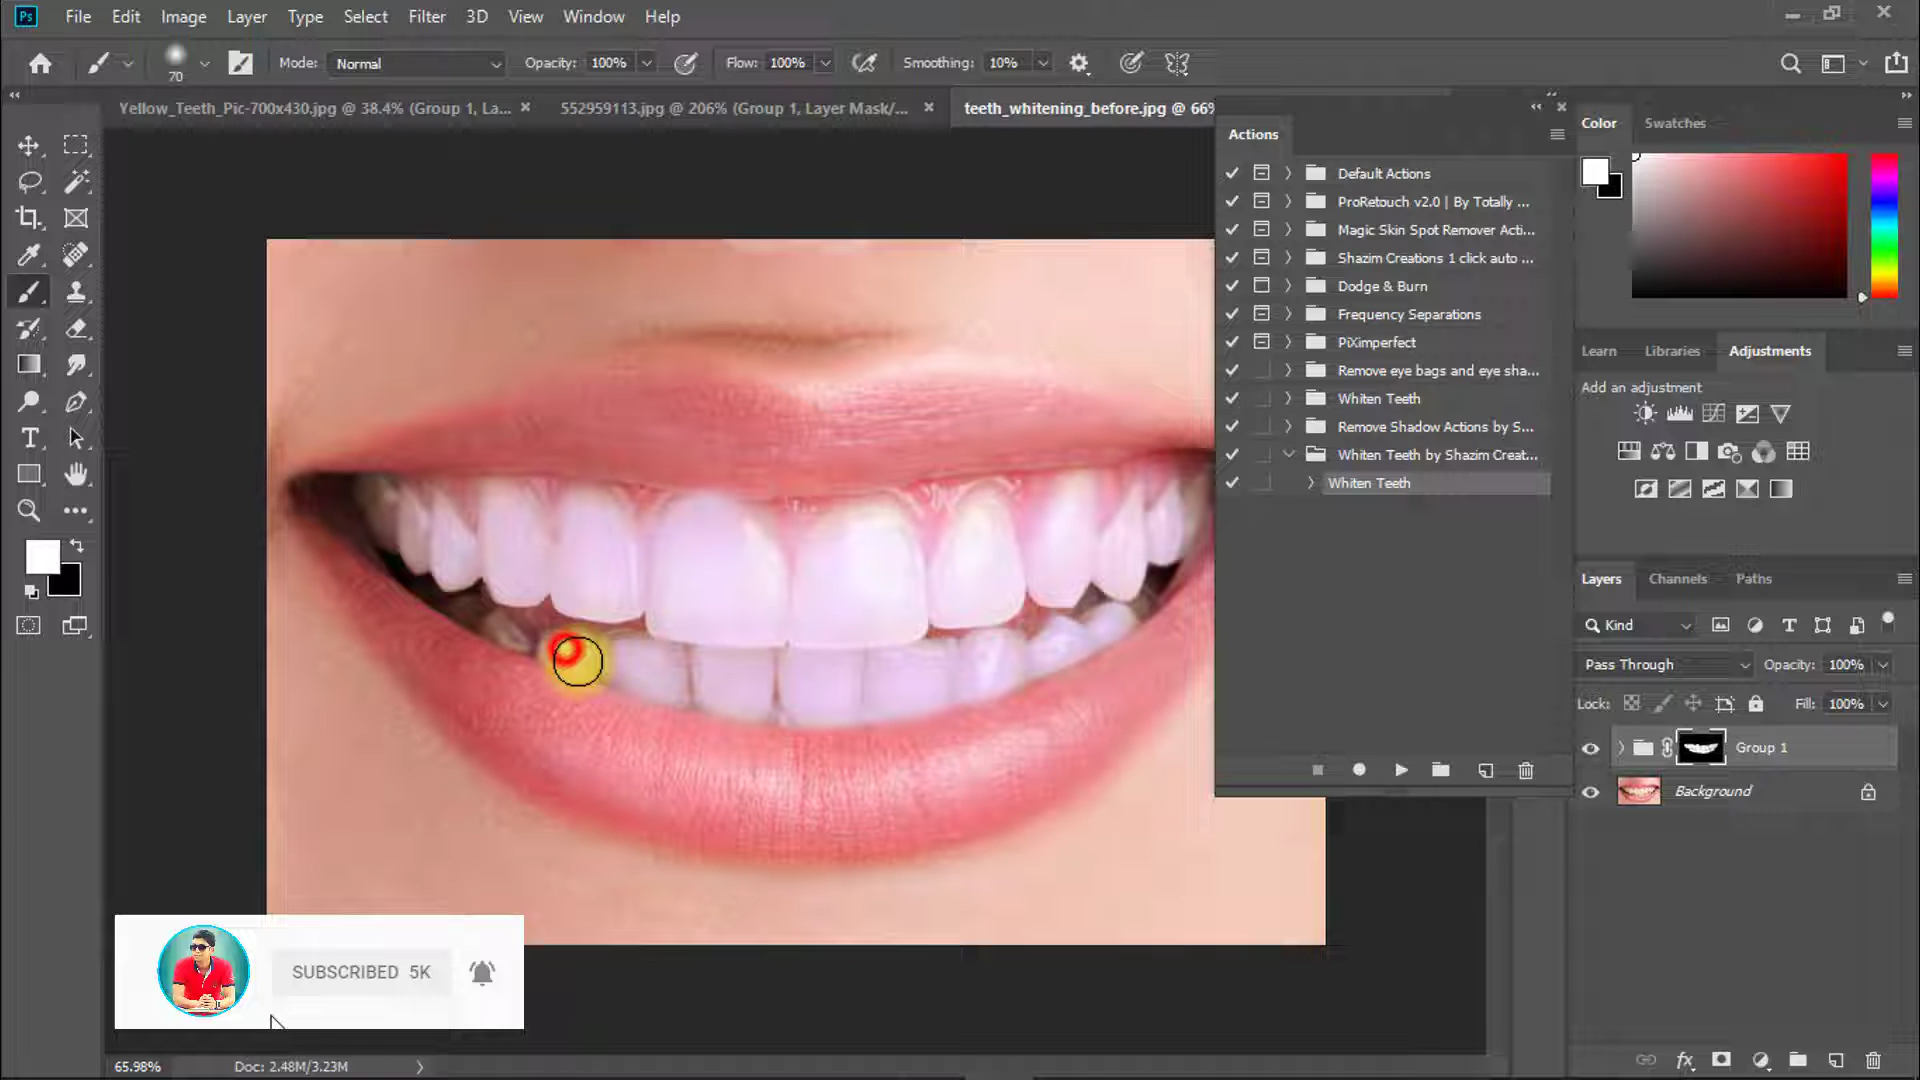 Ps File Edit Image Layer Type Select Filter 3D View Window Help
70 Mode: Normal Opacity: 100% Flow: 100% Smoothing: 10%
Yellow_Teeth_Pic-700x430.jpg @ 38.4% (Group 1, La... 552959113.jpg @ 206% (Group 1, Layer Mask/... teeth_whitening_before.jpg @ 66%
Actions
Default Actions
ProRetouch v2.0 | By Totally ...
Magic Skin Spot Remover Acti...
Shazim Creations 1 click auto ...
Dodge & Burn
Frequency Separations
PiXimperfect
Remove eye bags and eye sha...
Whiten Teeth
Remove Shadow Actions by S...
Whiten Teeth by Shazim Creat...
Whiten Teeth
Color Swatches
Learn Libraries Adjustments
Add an adjustment
Layers Channels Paths
Kind
Pass Through Opacity: 100%
Lock: Fill: 100%
Group 1
Background
SUBSCRIBED 5K
65.98% Doc: 2.48M/3.23M